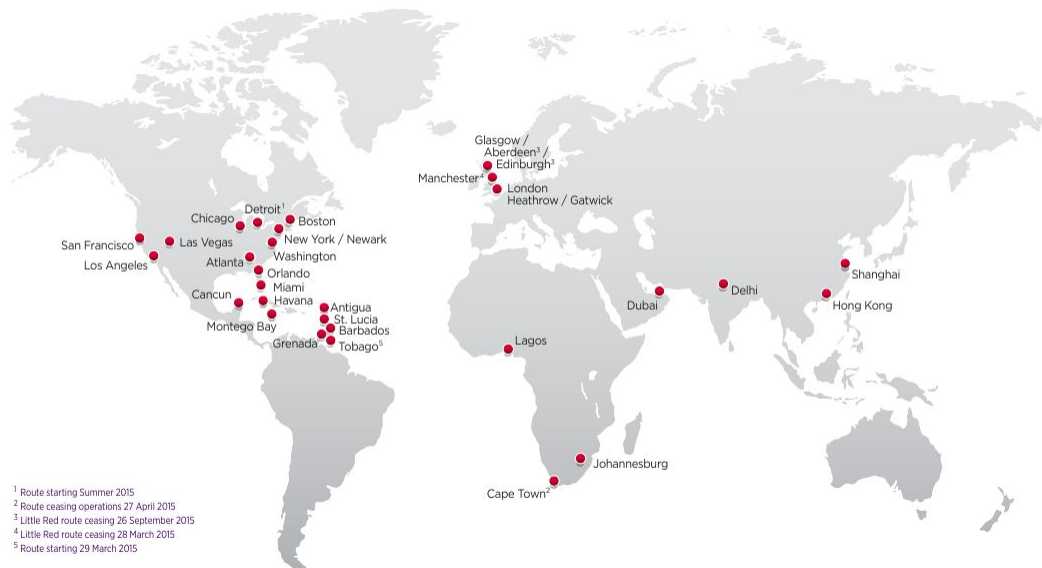 Glasgow /
Aberdeen³ /
Edinburgh³
Manchester⁴
London
Heathrow / Gatwick
Detroit¹
Chicago
Boston
New York / Newark
San Francisco
Las Vegas
Washington
Los Angeles
Atlanta
Orlando
Miami
Cancun
Havana
Antigua
St. Lucia
Montego Bay
Barbados
Grenada
Tobago⁵
Shanghai
Dubai
Delhi
Hong Kong
Lagos
Johannesburg
Cape Town²
¹ Route starting Summer 2015
² Route ceasing operations 27 April 2015
³ Little Red route ceasing 26 September 2015
⁴ Little Red route ceasing 28 March 2015
⁵ Route starting 29 March 2015